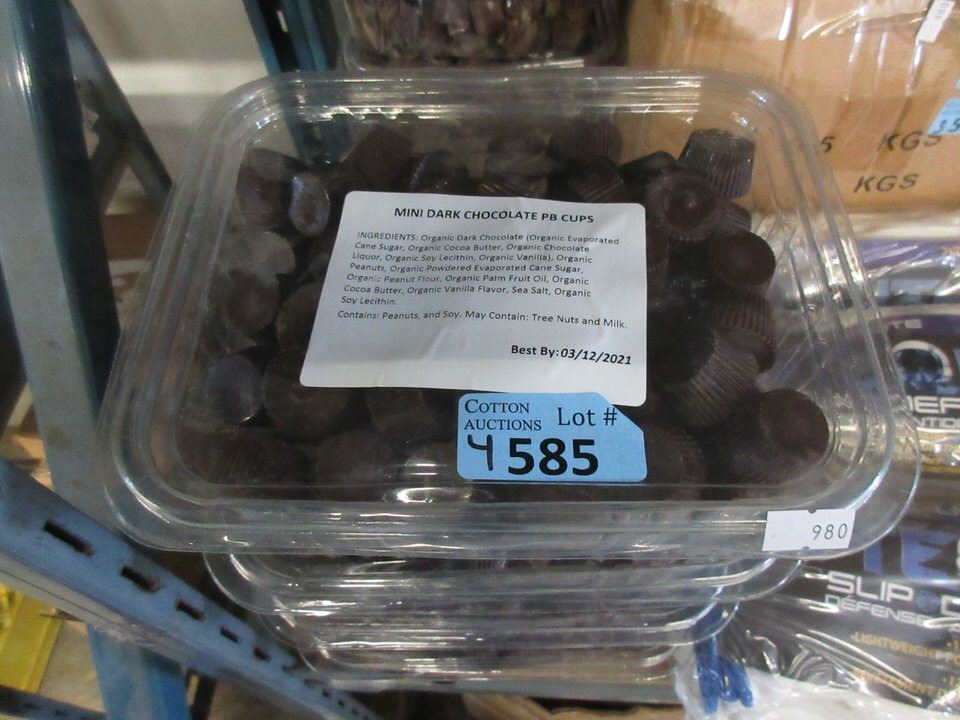 MINI DARK CHOCOLATE PB CUPS
INGREDIENTS: Organic Dark Chocolate (Organic Evaporated
Cane Sugar, Organic Cocoa Butter, Organic Chocolate
Liquor, Organic Soy Lecithin, Organic Vanilla), Organic
Peanuts, Organic Powdered Evaporated Cane Sugar,
Organic Peanut Flour, Organic Palm Fruit Oil, Organic
Cocoa Butter, Organic Vanilla Flavor, Sea Salt, Organic
Soy Lecithin.
Contains: Peanuts, and Soy. May Contain: Tree Nuts and Milk.
Best By: 03/12/2021
COTTON AUCTIONS Lot #
4 585
980
5 KGS
KGS
SLIP
DEFENSE